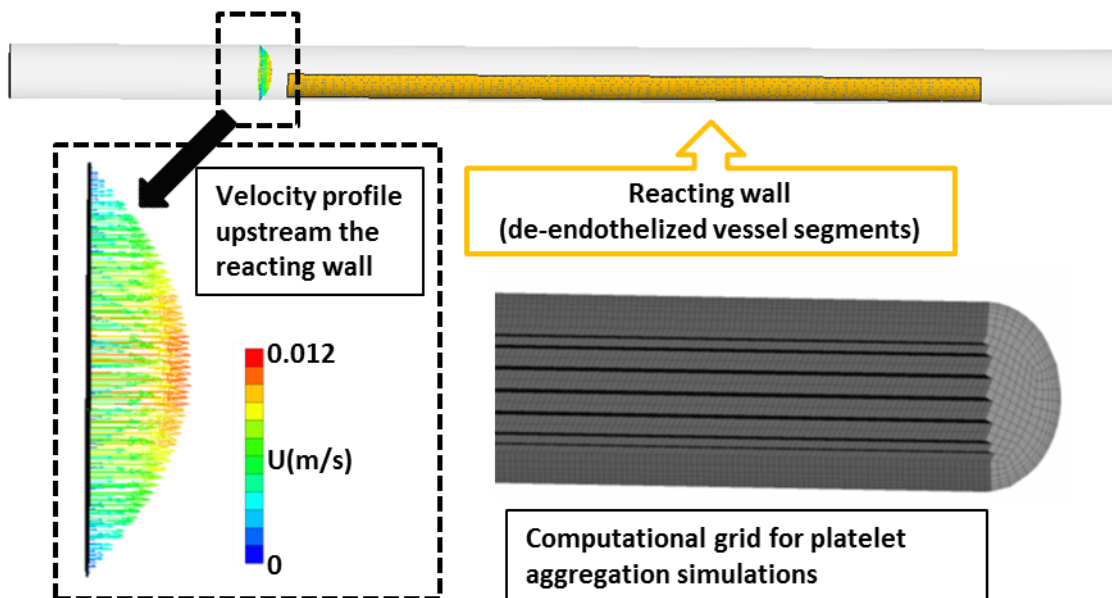 Velocity profile
upstream the
reacting wall
Reacting wall
(de-endothelized vessel segments)
0.012
U(m/s)
0
Computational grid for platelet
aggregation simulations